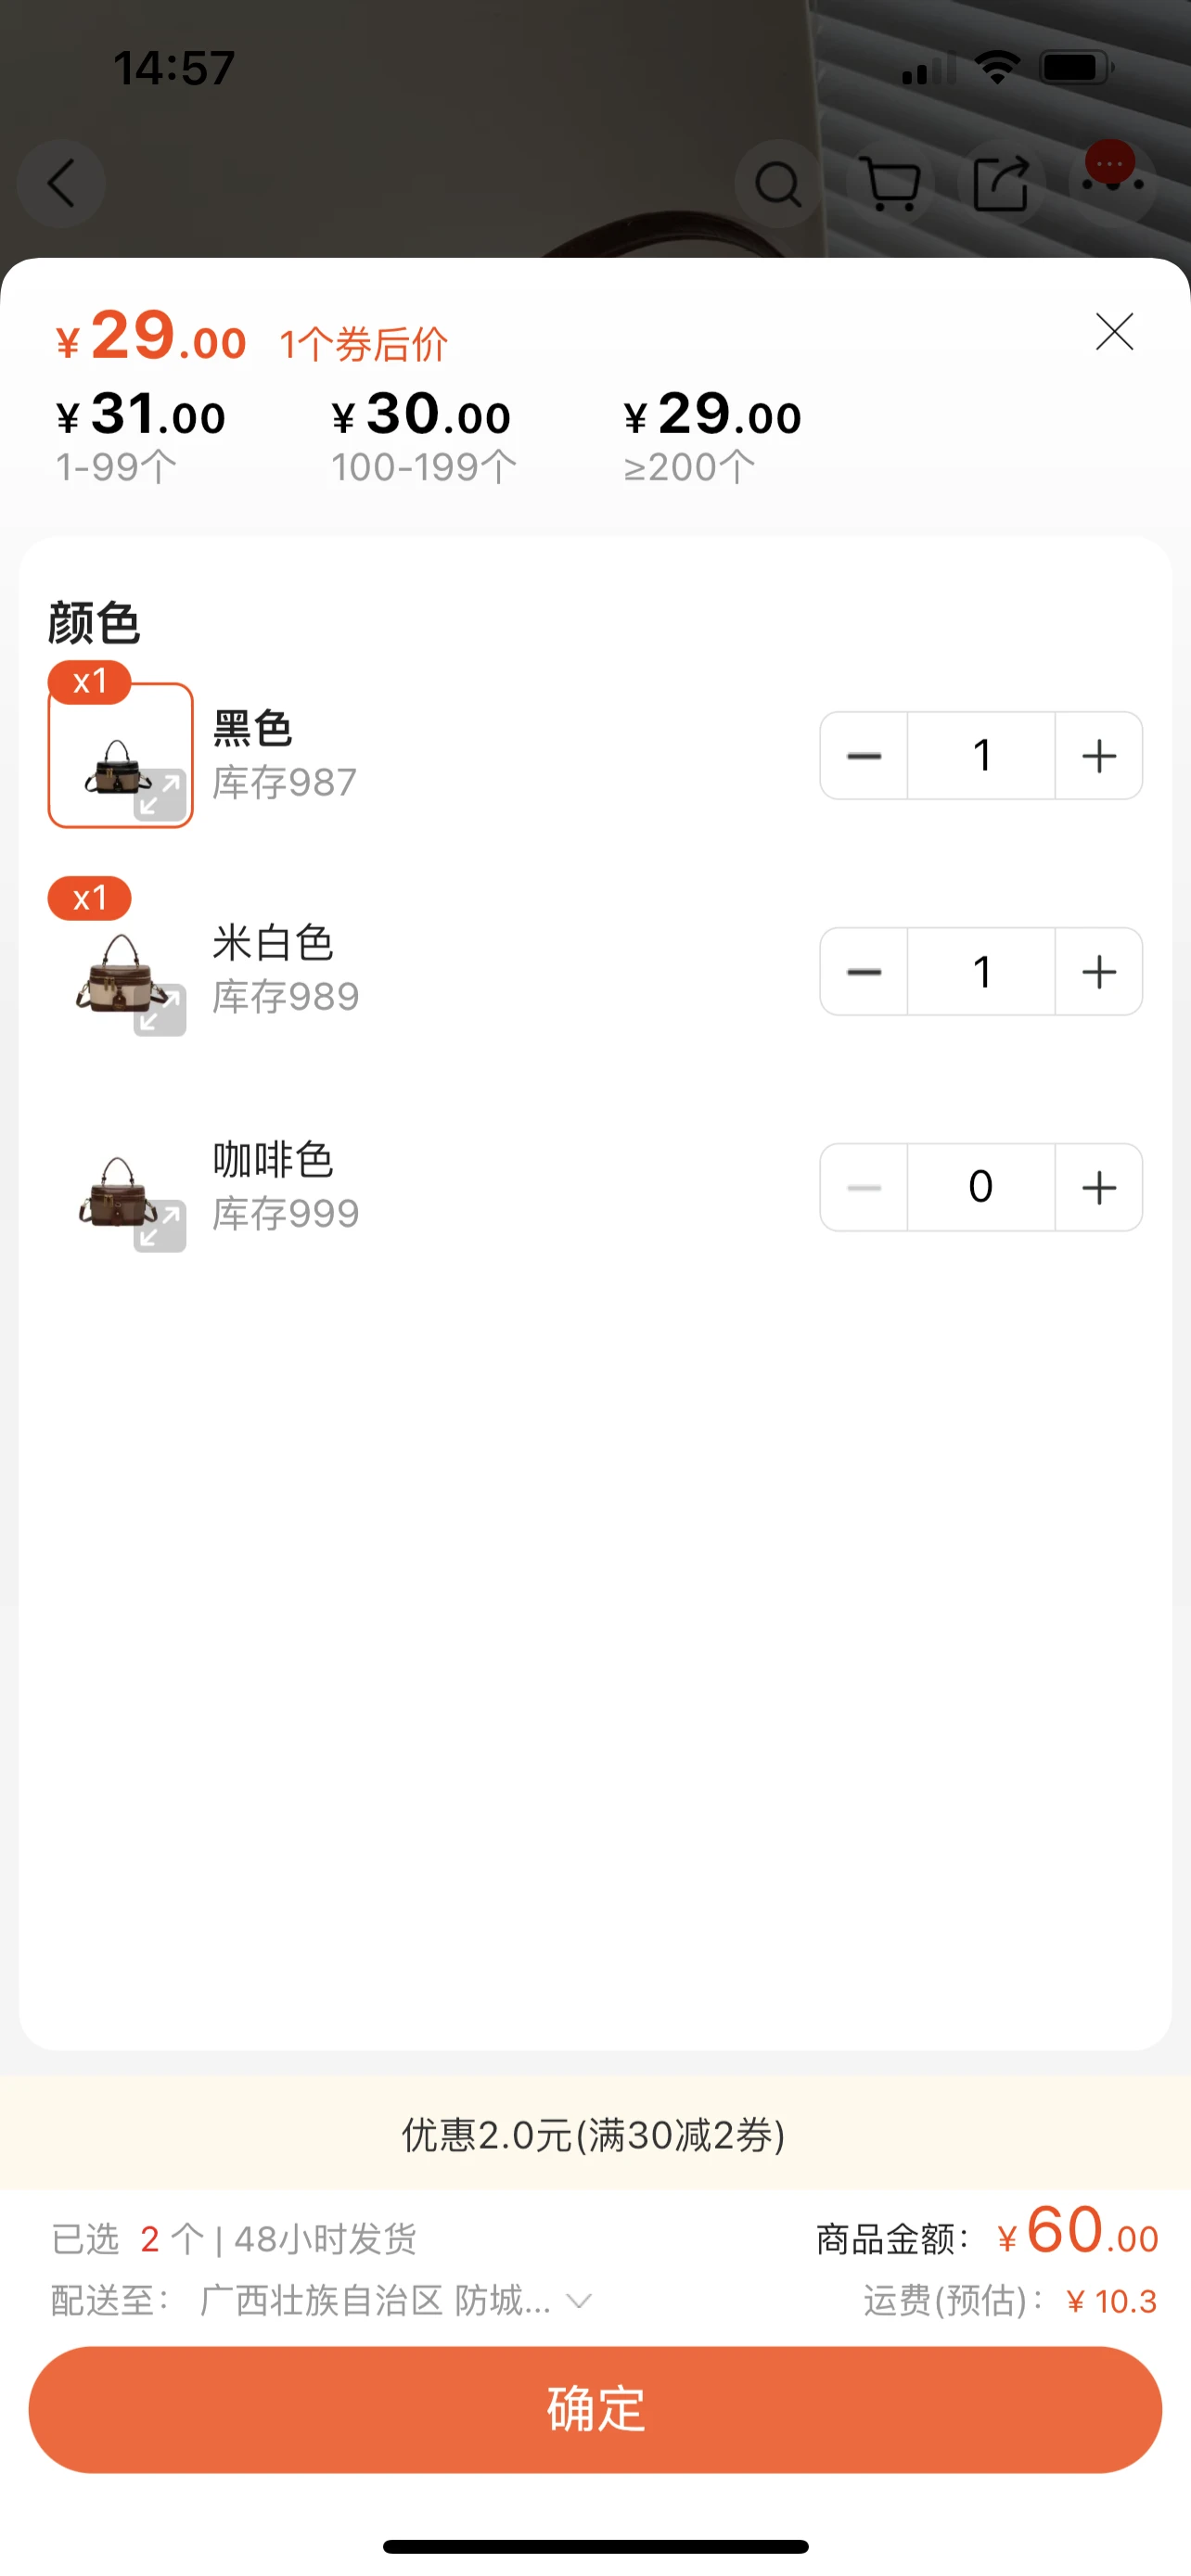 14:57
¥29.00 1个券后价
¥31.00 ¥30.00 ¥29.00
1-99个 100-199个 ≥200个
颜色
x1
黑色
库存987
1
x1
米白色
库存989
1
咖啡色
库存999
0
优惠2.0元(满30减2券)
已选 2 个 | 48小时发货 商品金额: ¥60.00
配送至: 广西壮族自治区 防城... 运费(预估): ¥10.3
确定